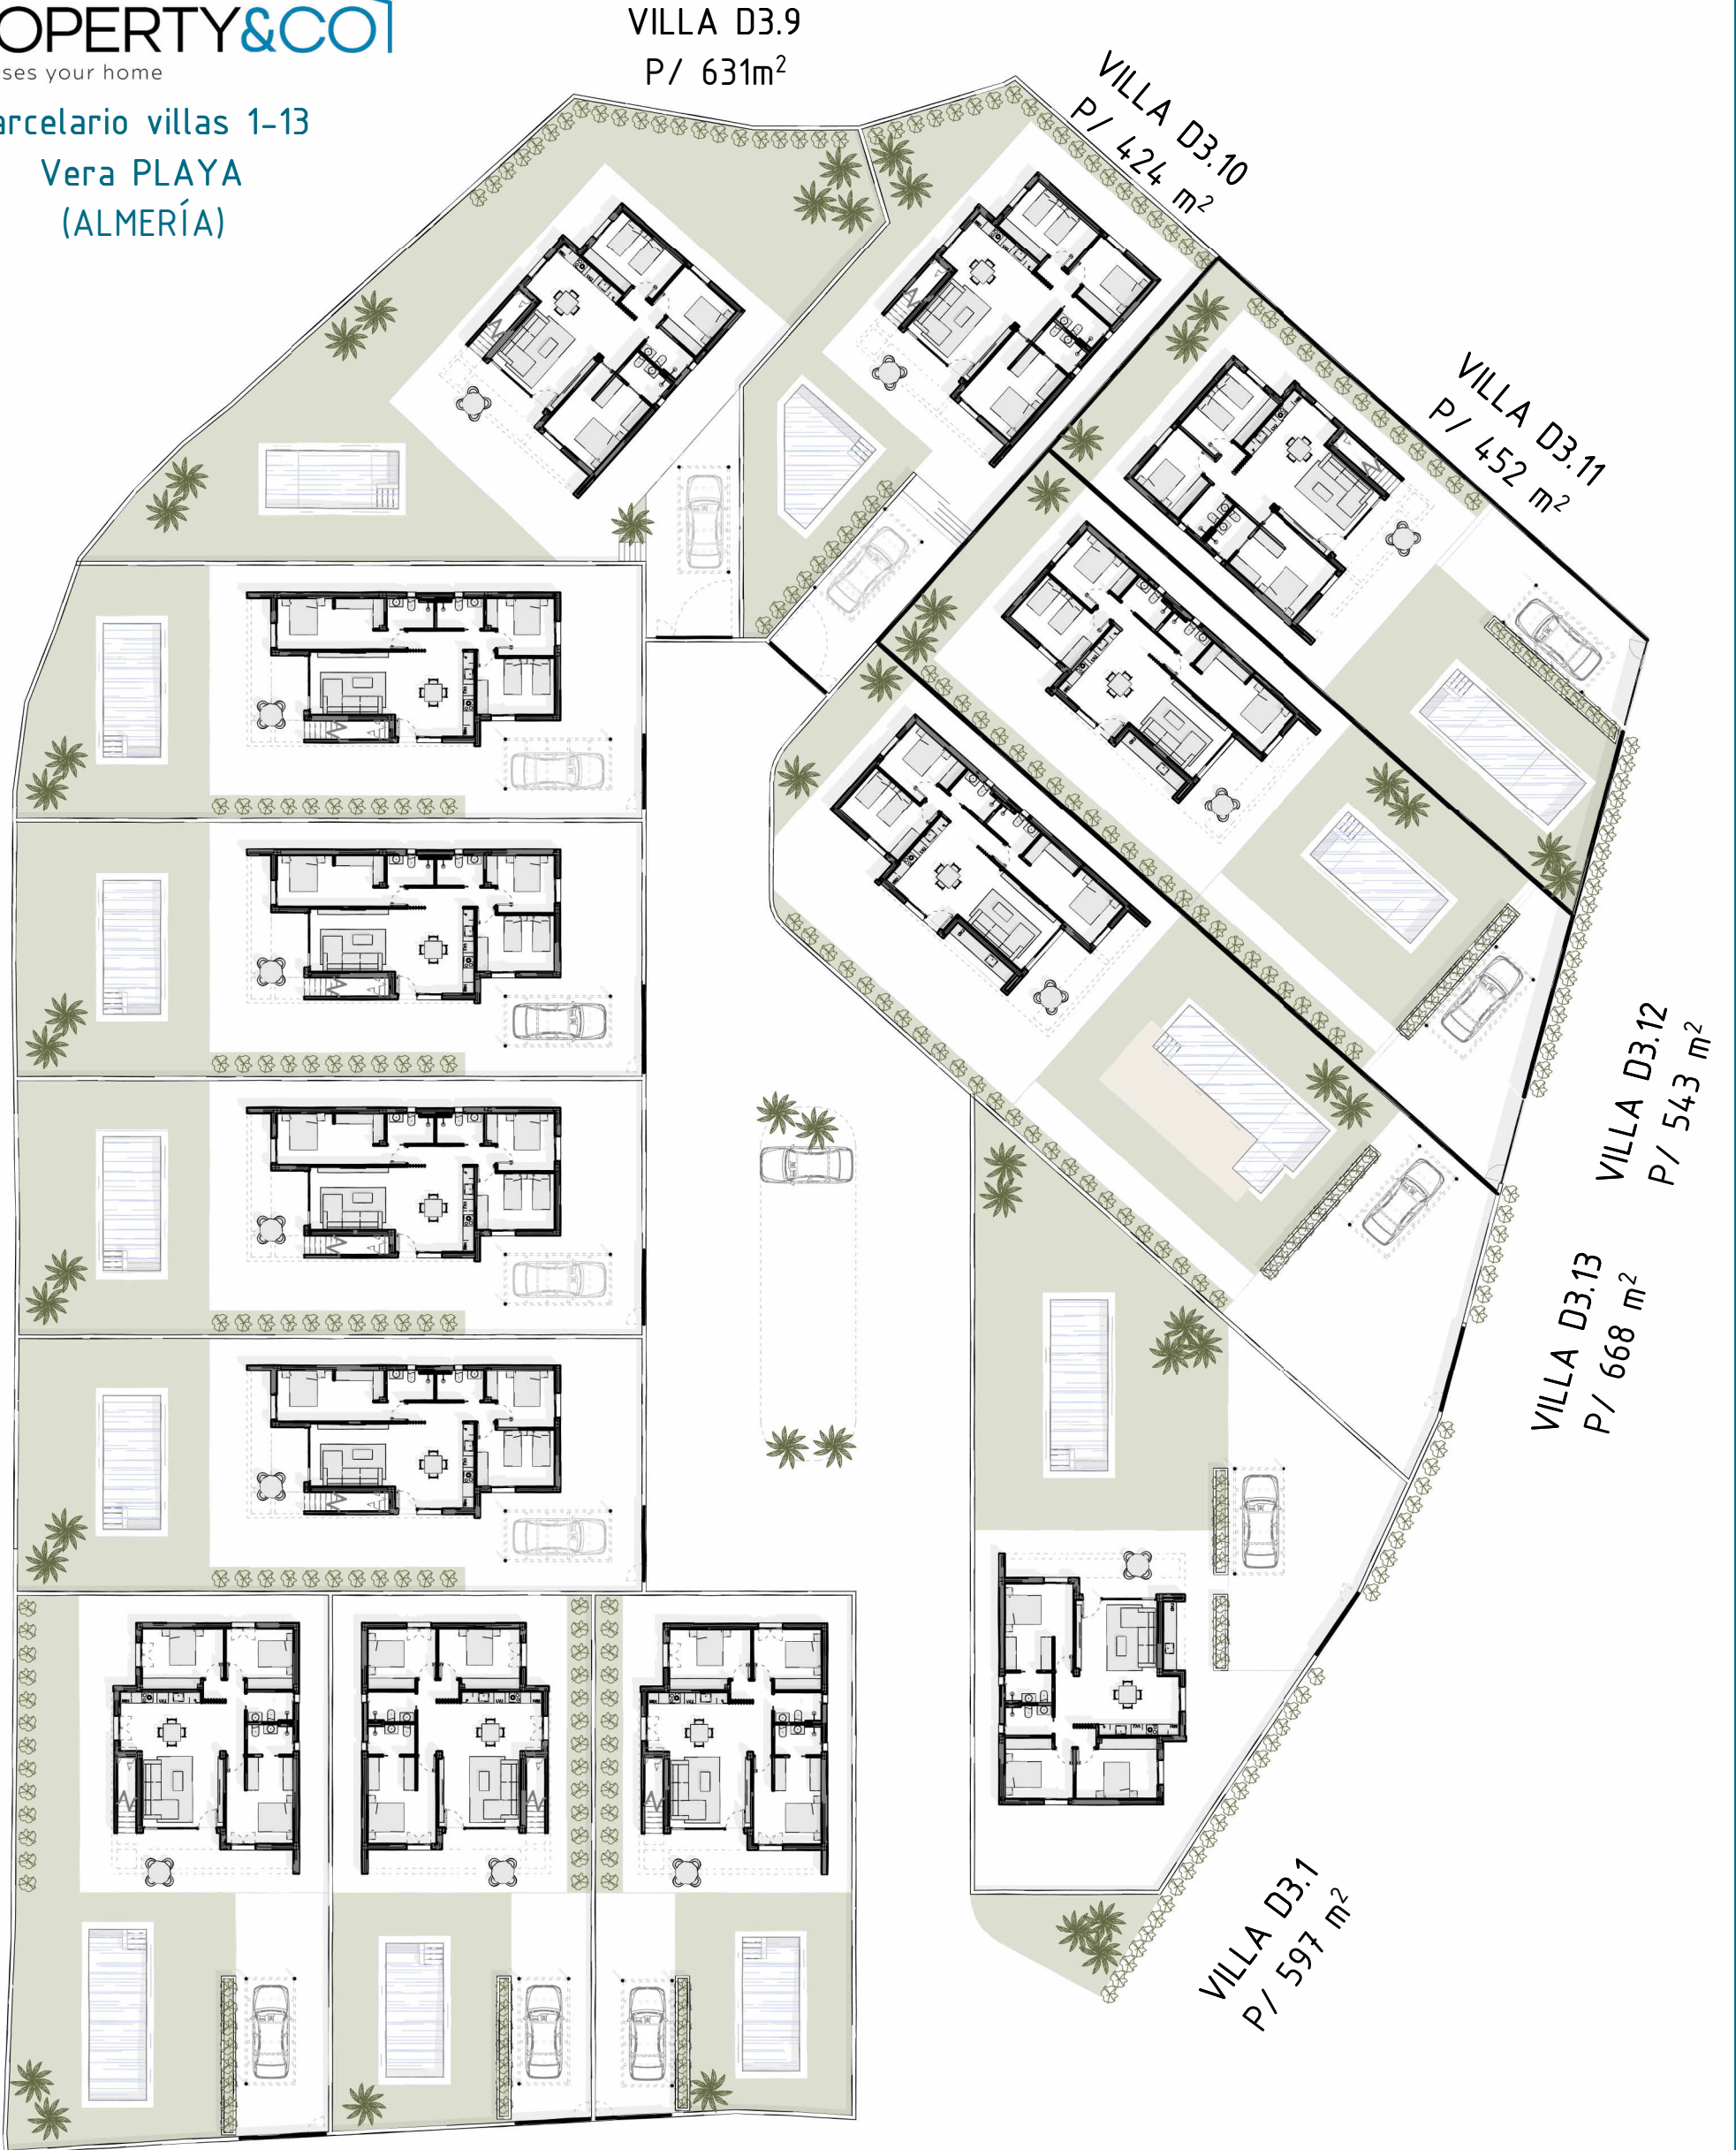 OPERTY&CO
ses your home
arcelario villas 1-13
Vera PLAYA
(ALMERÍA)
VILLA D3.9
P/ 631m²
VILLA D3.10
P/ 424 m²
VILLA D3.11
P/ 452 m²
VILLA D3.12
P/ 543 m²
VILLA D3.13
P/ 668 m²
VILLA D3.1
P/ 597 m²